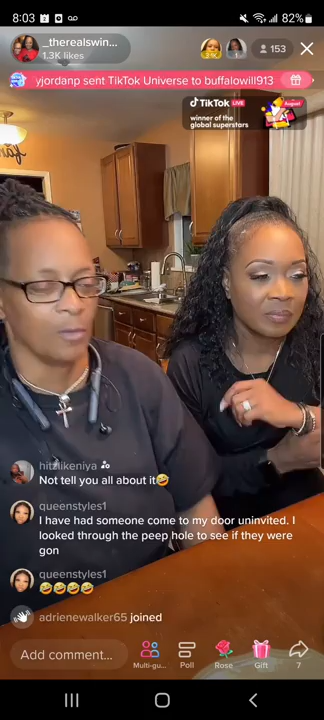 8:03
82%
_therealswin...
1.3K likes
153
yjordanp sent TikTok Universe to buffalowill913
TikTok LIVE
August
winner of the
global superstars
hitzlikeniya
Not tell you all about it🤣
queenstyles1
I have had someone come to my door uninvited. I
looked through the peep hole to see if they were
gon
queenstyles1
🤣🤣🤣🤣
adrienewalker65 joined
Add comment...
Multi-gu...
Poll
Rose
Gift
7